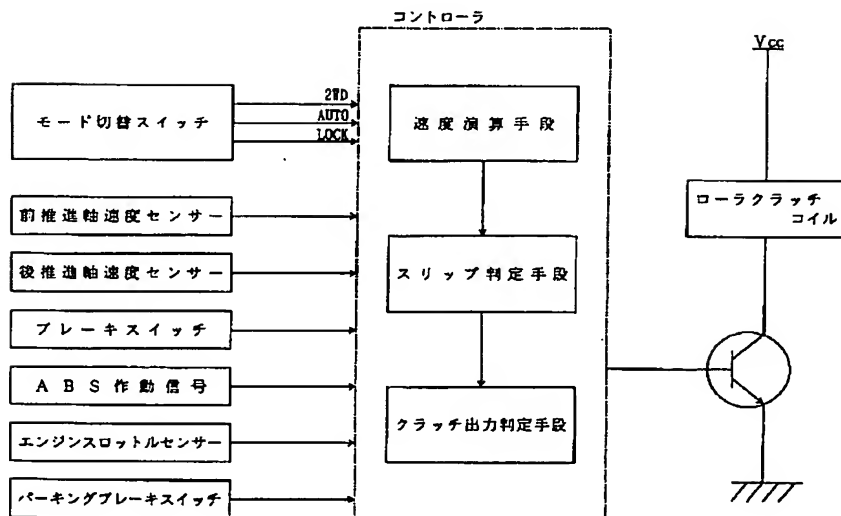 コントローラ
Vcc
モード切替スイッチ
2WD
AUTO
LOCK
速度演算手段
前推進軸速度センサー
ローラクラッチ
コイル
後推進軸速度センサー
スリップ判定手段
ブレーキスイッチ
ABS作動信号
クラッチ出力判定手段
エンジンスロットルセンサー
パーキングブレーキスイッチ